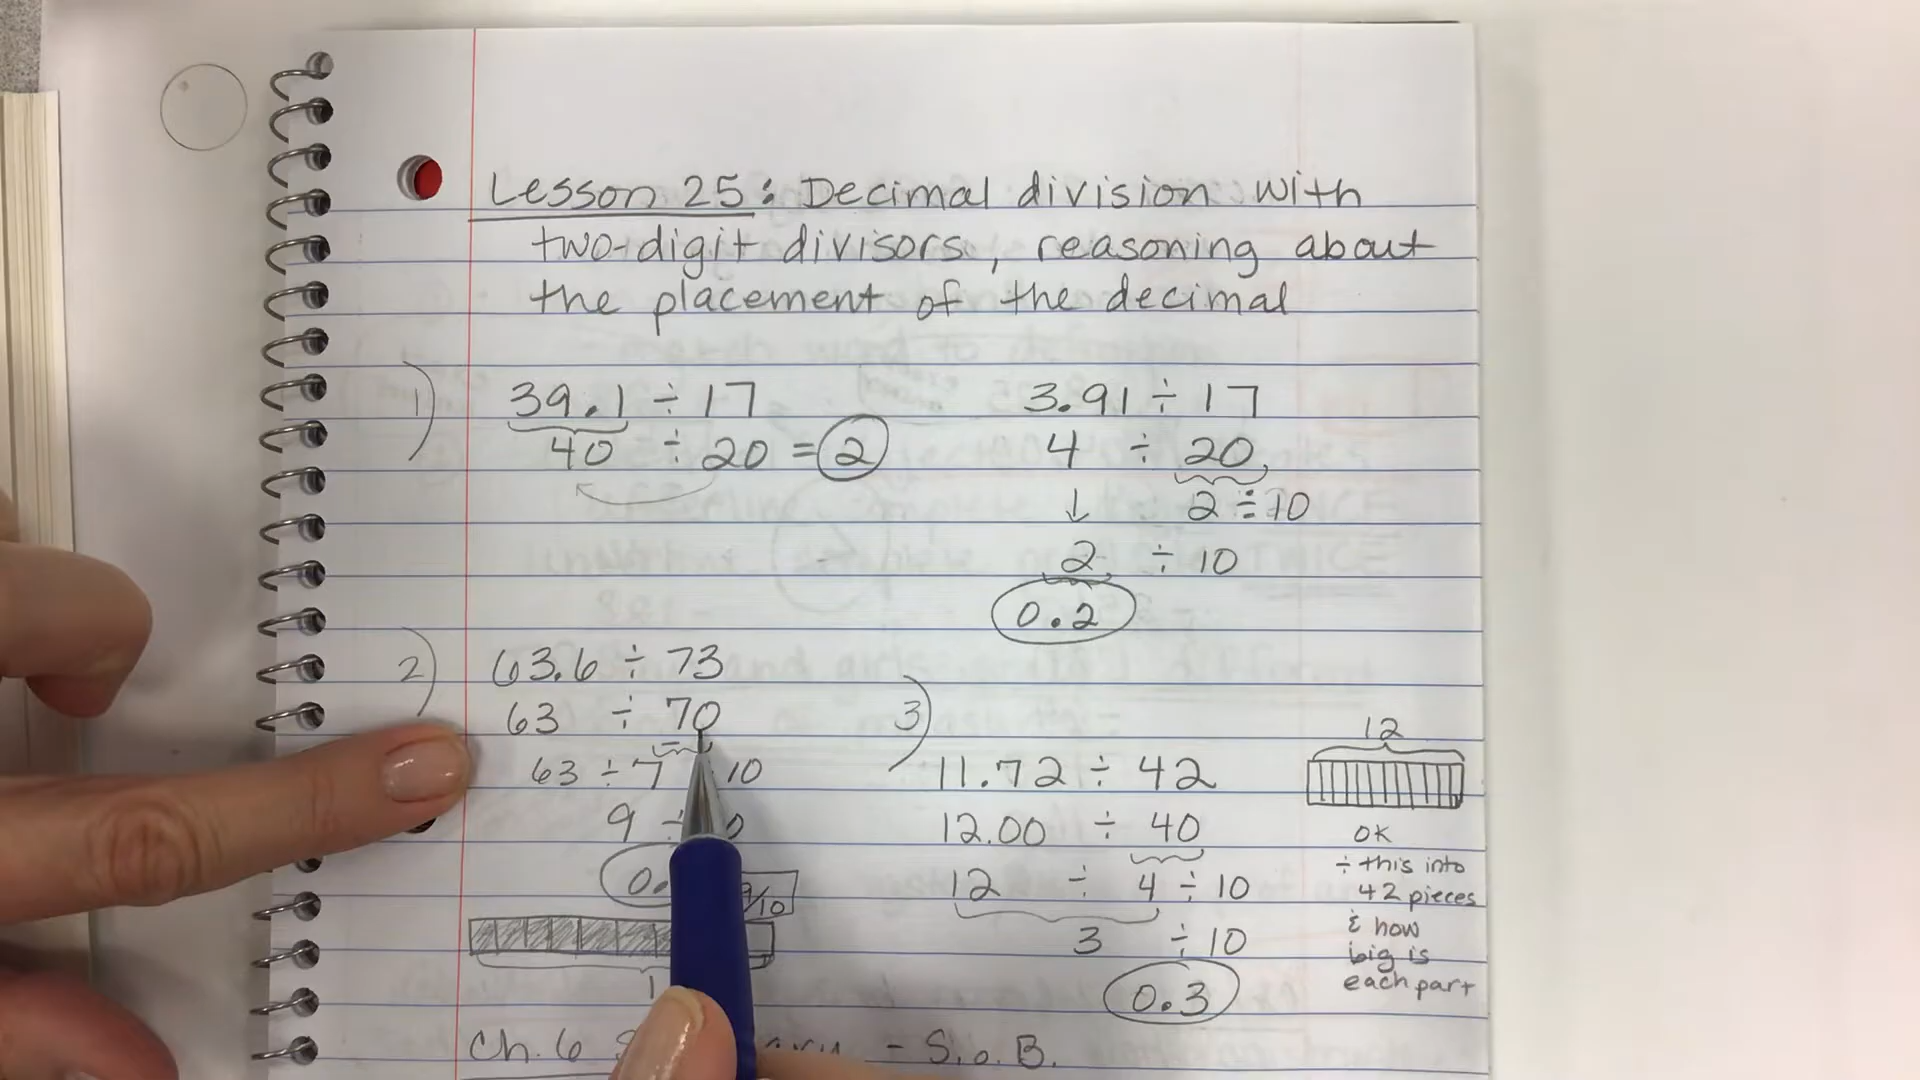 Lesson 25: Decimal division with
two-digit divisors, reasoning about
the placement of the decimal
1) 39.1 ÷ 17
40 ÷ 20 = 2
3.91 ÷ 17
4 ÷ 20
↓ 2 ÷ 10
2 ÷ 10
0.2
2) 63.6 ÷ 73
63 ÷ 70
63 ÷ 7 10
9 ÷
0.
9/10
1
3) 11.72 ÷ 42
12.00 ÷ 40
12 ÷ 4 ÷ 10
3 ÷ 10
0.3
12
OK
÷ this into
42 pieces
& how
big is
each part
Ch. 6 - S.o.B.